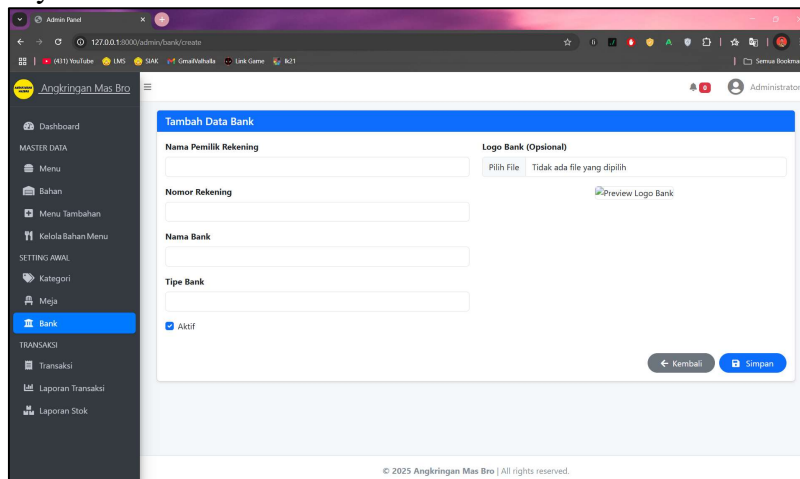 Admin Panel
127.0.0.1:8000/admin/bank/create
(431) YouTube LMS SIAK GmailValhalla Link Game lk21 Semua Bookmar
Angkringan Mas Bro
0 Administrator
Dashboard
MASTER DATA
Menu
Bahan
Menu Tambahan
Kelola Bahan Menu
SETTING AWAL
Kategori
Meja
Bank
TRANSAKSI
Transaksi
Laporan Transaksi
Laporan Stok
Tambah Data Bank
Nama Pemilik Rekening
Nomor Rekening
Nama Bank
Tipe Bank
Aktif
Logo Bank (Opsional)
Pilih File Tidak ada file yang dipilih
Preview Logo Bank
Kembali Simpan
© 2025 Angkringan Mas Bro | All rights reserved.